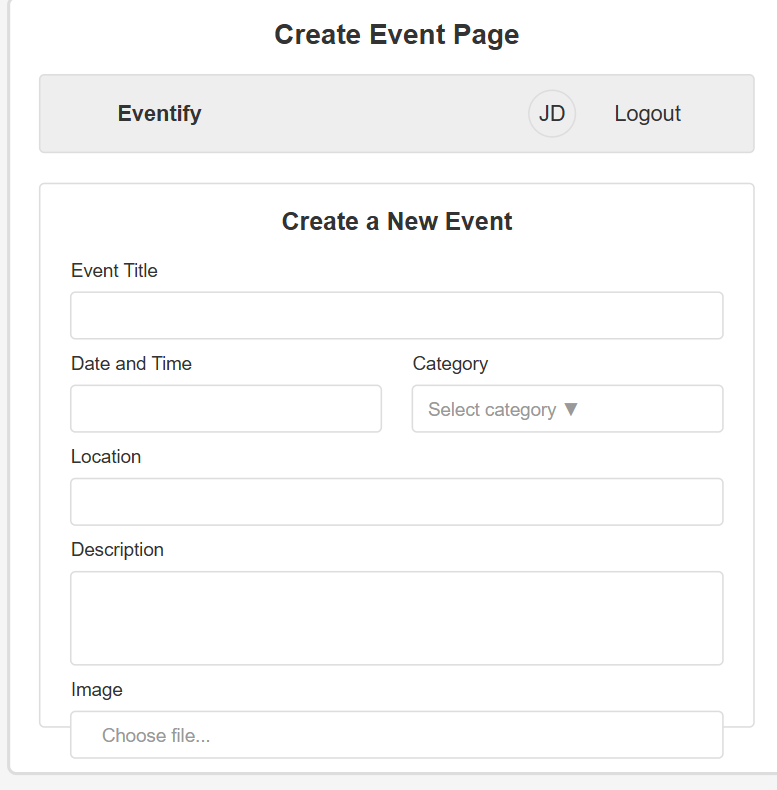 Create Event Page
Eventify JD Logout
Create a New Event
Event Title
Date and Time Category
Select category ▼
Location
Description
Image
Choose file...